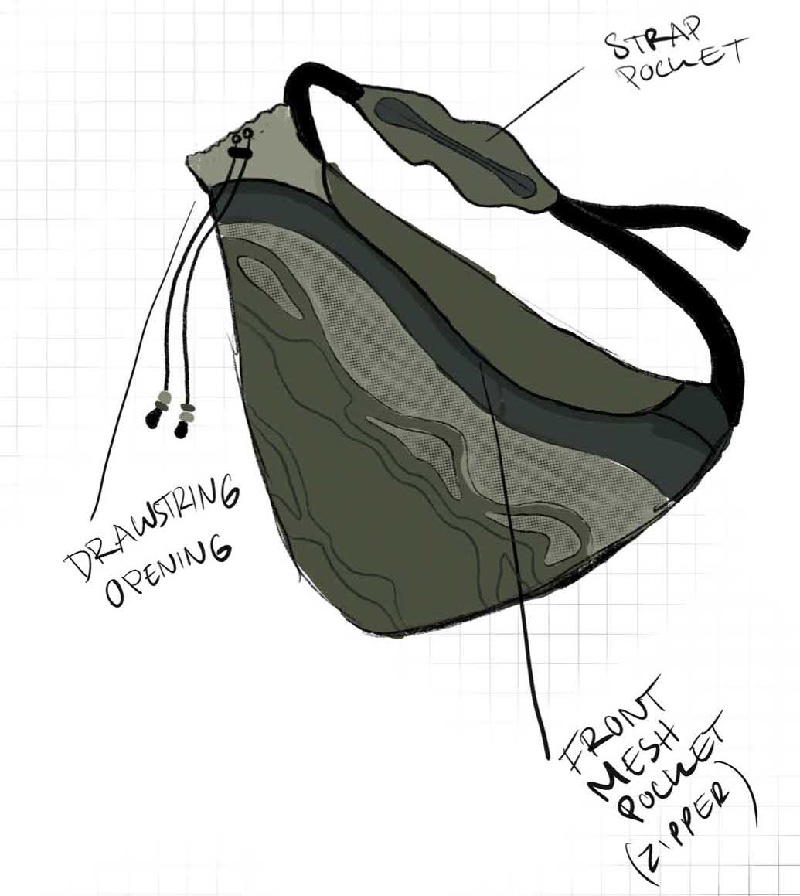 STRAP
POCKET
DRAWSTRING
OPENING
FRONT
MESH
POCKET
(ZIPPER)